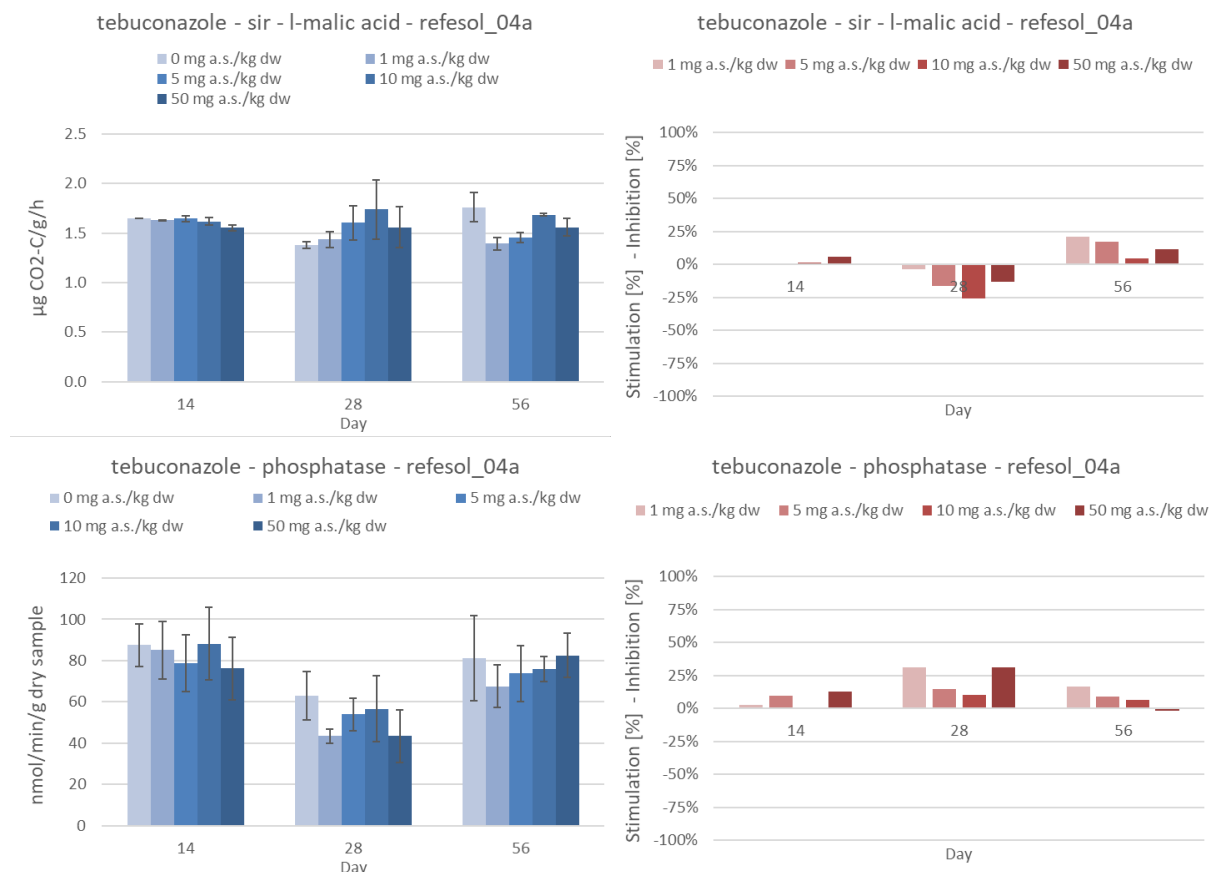 tebuconazole - sir - l-malic acid - refesol_04a
0 mg a.s./kg dw 1 mg a.s./kg dw
5 mg a.s./kg dw 10 mg a.s./kg dw
50 mg a.s./kg dw
µg CO2-C/g/h
2.5
2.0
1.5
1.0
0.5
0.0
14 28 56
Day
tebuconazole - sir - l-malic acid - refesol_04a
1 mg a.s./kg dw 5 mg a.s./kg dw 10 mg a.s./kg dw 50 mg a.s./kg dw
Stimulation [%] - Inhibition [%]
100%
75%
50%
25%
0%
-25%
-50%
-75%
-100%
14 28 56
Day
tebuconazole - phosphatase - refesol_04a
0 mg a.s./kg dw 1 mg a.s./kg dw 5 mg a.s./kg dw
10 mg a.s./kg dw 50 mg a.s./kg dw
nmol/min/g dry sample
120
100
80
60
40
20
0
14 28 56
Day
tebuconazole - phosphatase - refesol_04a
1 mg a.s./kg dw 5 mg a.s./kg dw 10 mg a.s./kg dw 50 mg a.s./kg dw
Stimulation [%] - Inhibition [%]
100%
75%
50%
25%
0%
-25%
-50%
-75%
-100%
14 28 56
Day